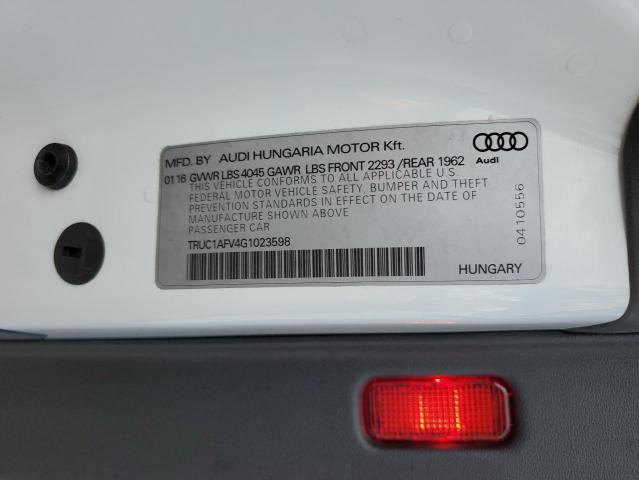 MFD. BY AUDI HUNGARIA MOTOR Kft.
01 16 GVWR LBS 4045 GAWR LBS FRONT 2293 /REAR 1962
THIS VEHICLE CONFORMS TO ALL APPLICABLE U.S.
FEDERAL MOTOR VEHICLE SAFETY, BUMPER AND THEFT
PREVENTION STANDARDS IN EFFECT ON THE DATE OF
MANUFACTURE SHOWN ABOVE
PASSENGER CAR
TRUC1AFV4G1023598
Audi
0410556
HUNGARY